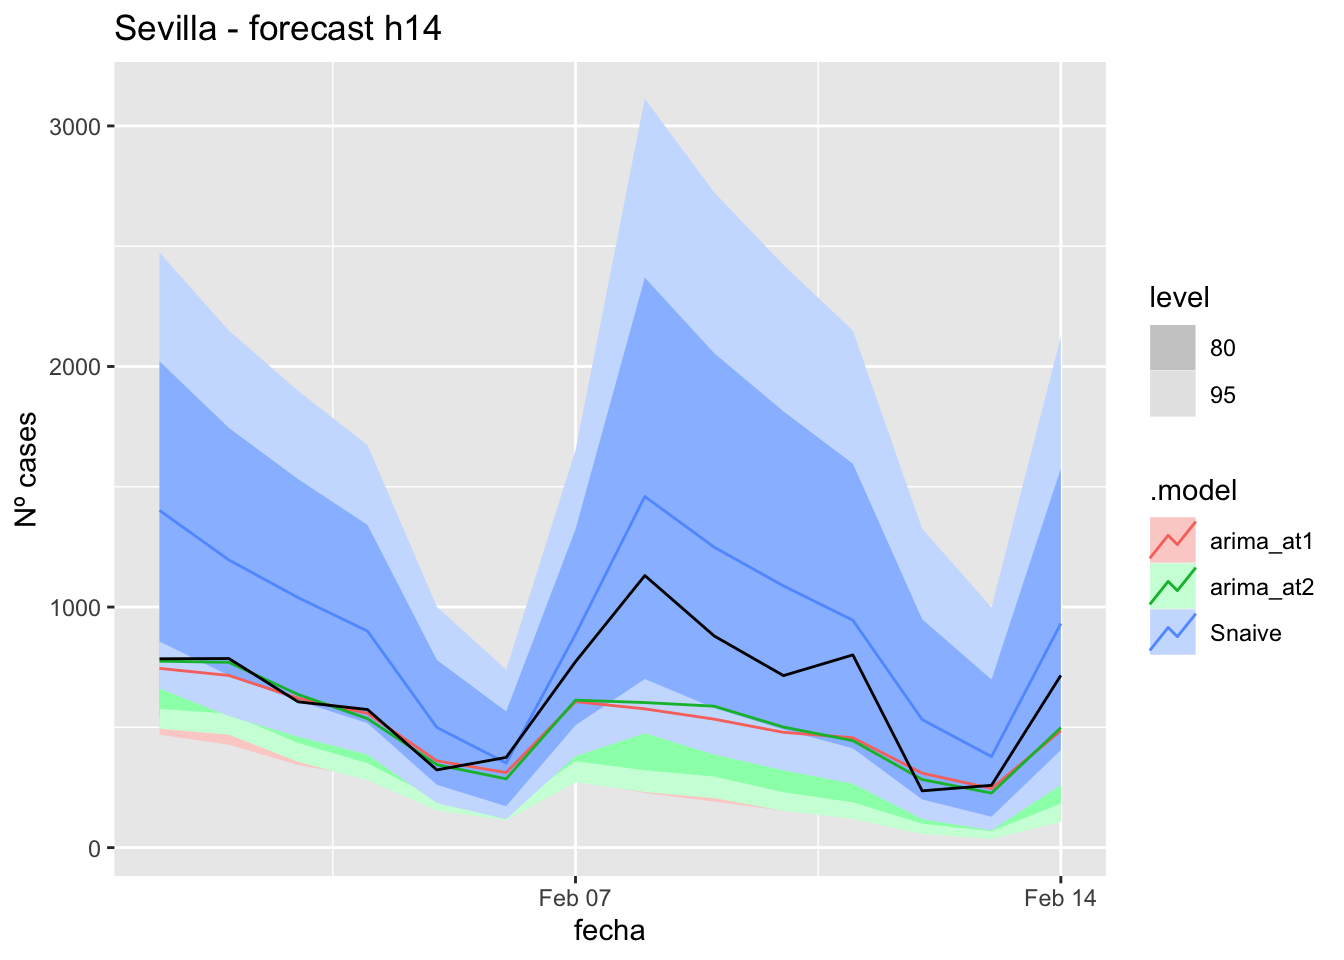 Sevilla - forecast h14
3000
2000
1000
0
Nº cases
Feb 07
Feb 14
fecha
level
80
95
.model
arima_at1
arima_at2
Snaive